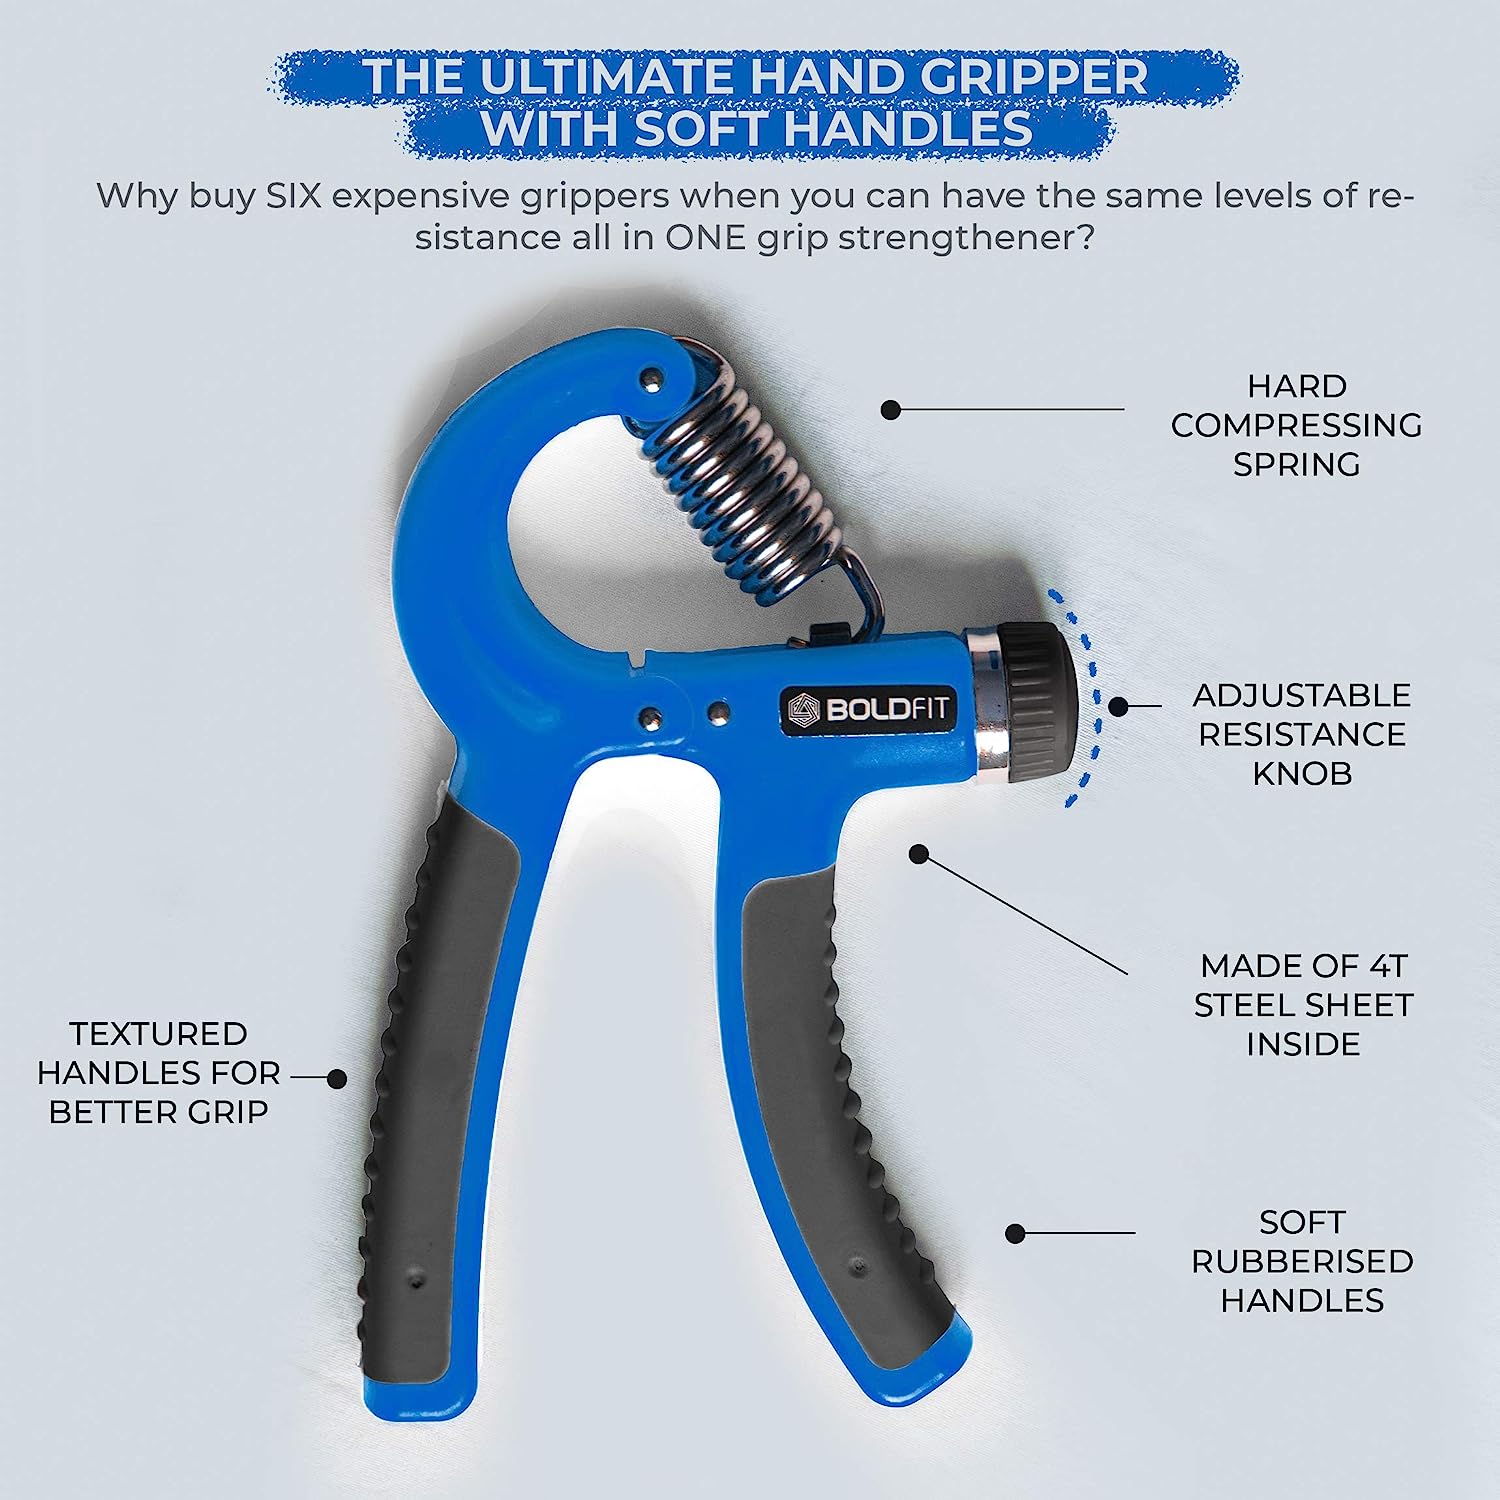 THE ULTIMATE HAND GRIPPER
WITH SOFT HANDLES
Why buy SIX expensive grippers when you can have the same levels of re-
sistance all in ONE grip strengthener?
HARD
COMPRESSING
SPRING
BOLDFIT
ADJUSTABLE
RESISTANCE
KNOB
MADE OF 4T
STEEL SHEET
INSIDE
TEXTURED
HANDLES FOR
BETTER GRIP
SOFT
RUBBERISED
HANDLES